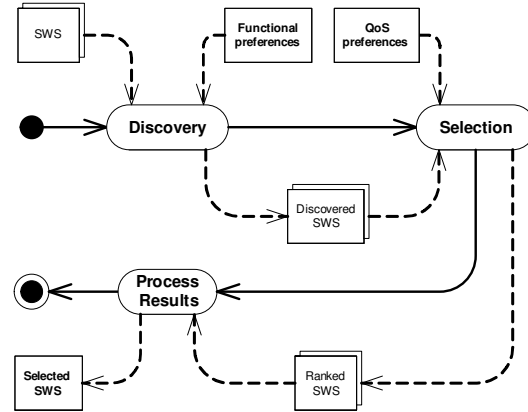 SWS
Functional
preferences
QoS
preferences
Discovery
Selection
Discovered
SWS
Process
Results
Selected
SWS
Ranked
SWS